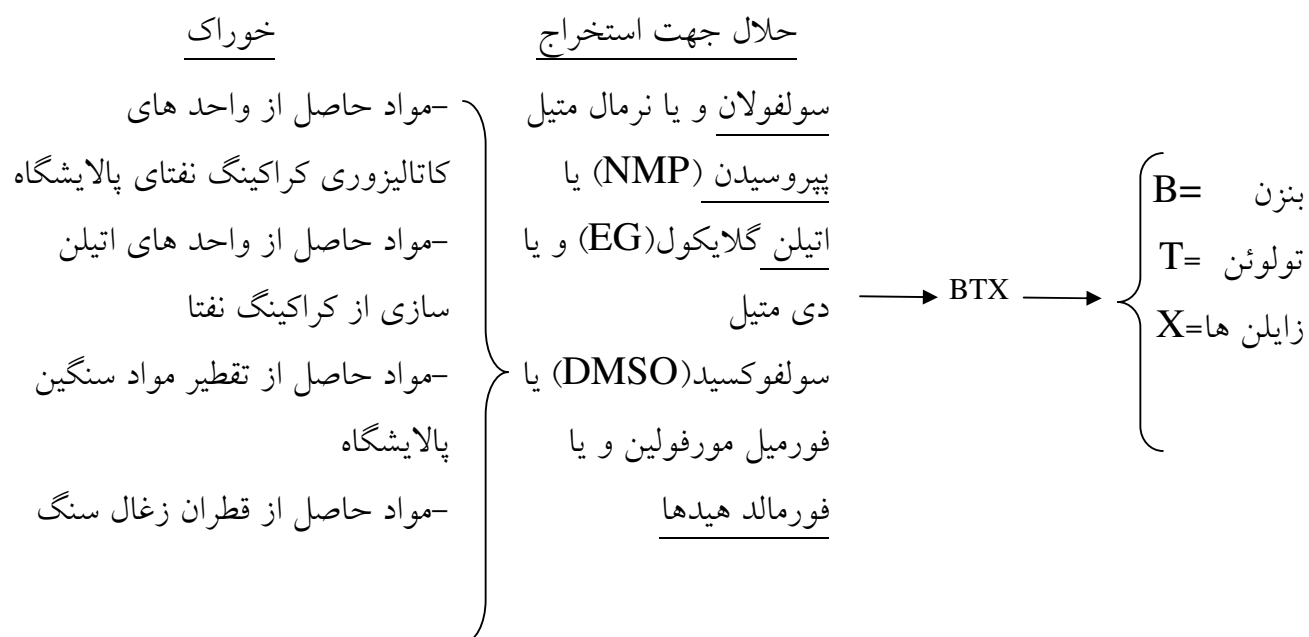 خوراک
-مواد حاصل از واحد های
کاتالیزوری کراکینگ نفتای پالایشگاه
-مواد حاصل از واحد های اتیلن
سازی از کراکینگ نفتا
-مواد حاصل از تقطیر مواد سنگین
پالایشگاه
-مواد حاصل از قطران زغال سنگ
حلال جهت استخراج
سولفولان و یا نرمال متیل
پیروسیدن (NMP) یا
اتیلن گلایکول(EG) و یا
دی متیل
سولفوکسید(DMSO) یا
فورمیل مورفولین و یا
فورمالد هیدها
BTX
بنزن B=
تولوئن T=
زایلن ها=X